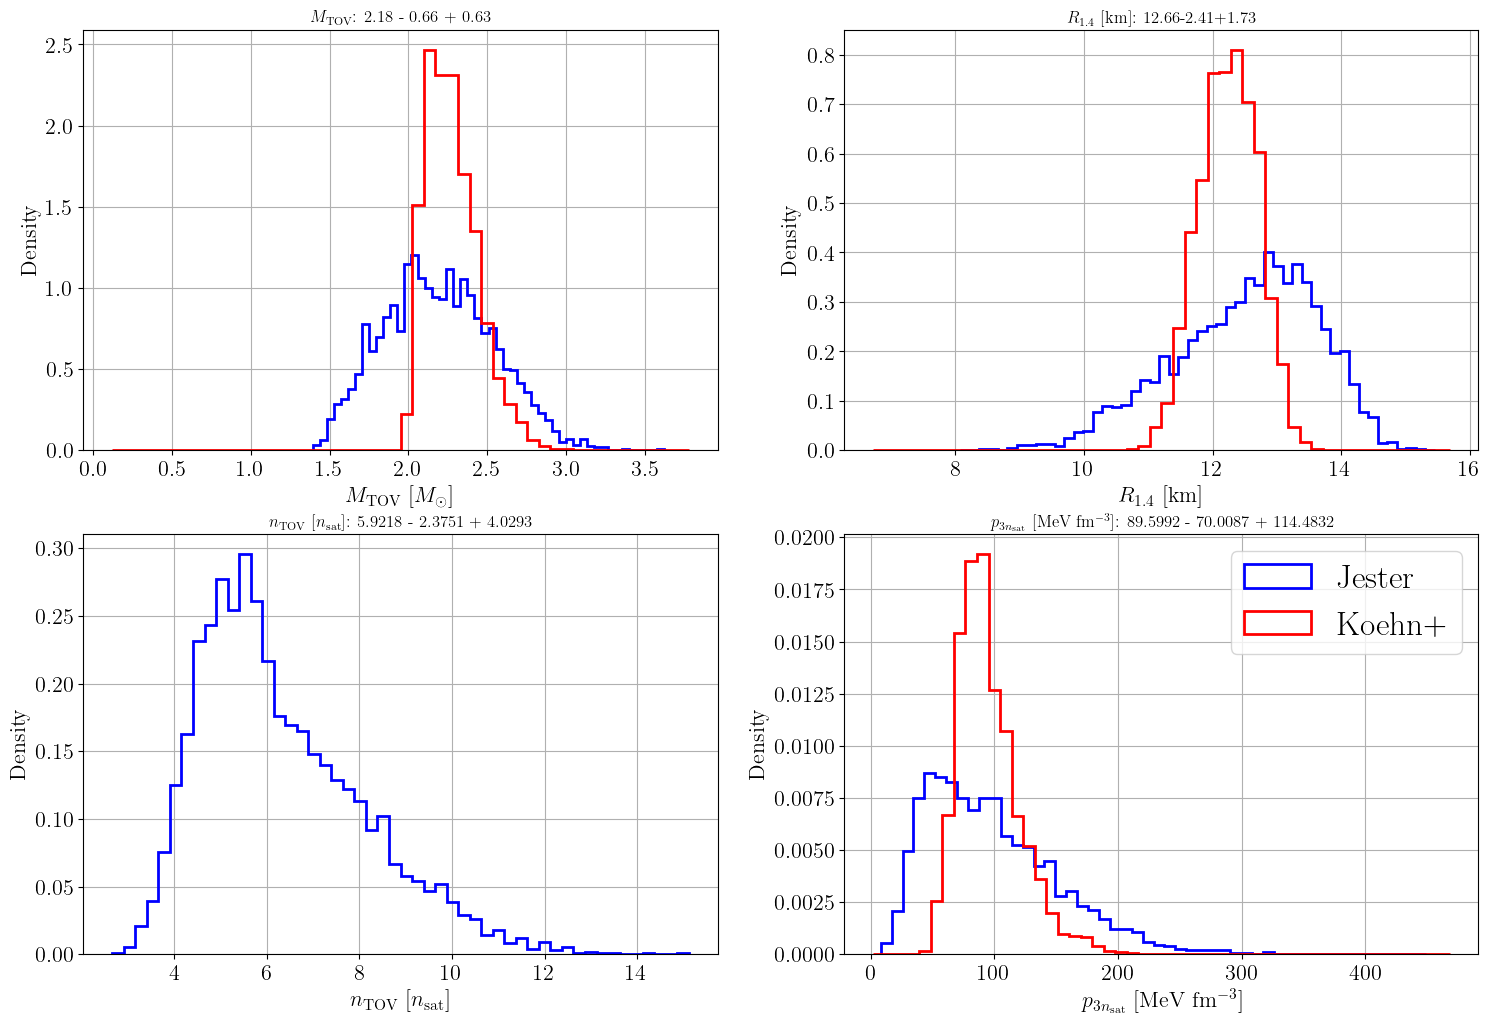 M_TOV: 2.18 - 0.66 + 0.63
2.5
2.0
1.5
1.0
0.5
0.0
Density
0.0 0.5 1.0 1.5 2.0 2.5 3.0 3.5
M_TOV [M_⊙]
R_1.4 [km]: 12.66-2.41+1.73
0.8
0.7
0.6
0.5
0.4
0.3
0.2
0.1
0.0
Density
8 10 12 14 16
R_1.4 [km]
n_TOV [n_sat]: 5.9218 - 2.3751 + 4.0293
0.30
0.25
0.20
0.15
0.10
0.05
0.00
Density
4 6 8 10 12 14
n_TOV [n_sat]
p_3n_sat [MeV fm⁻³]: 89.5992 - 70.0087 + 114.4832
0.0200
0.0175
0.0150
0.0125
0.0100
0.0075
0.0050
0.0025
0.0000
Density
Jester
Koehn+
0 100 200 300 400
p_3n_sat [MeV fm⁻³]